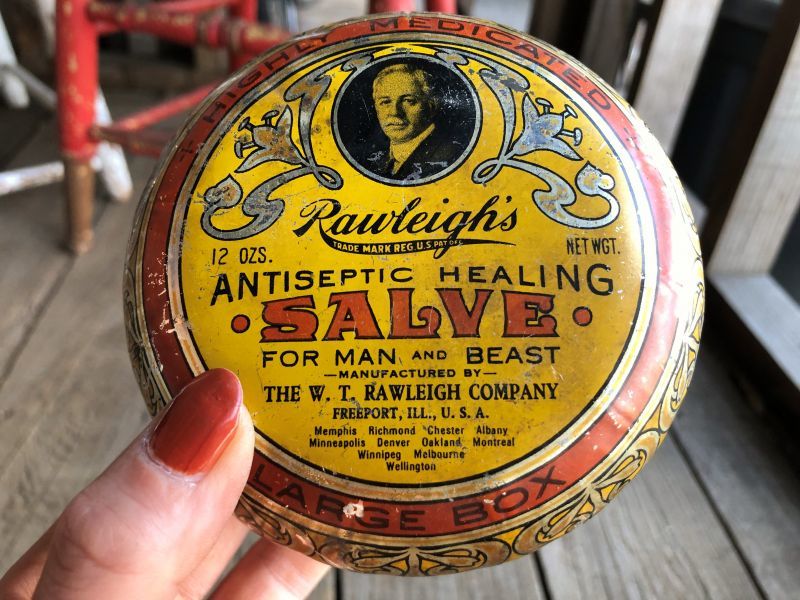 + HIGHLY MEDICATED +
Rawleigh's
TRADE MARK REG. U.S. PAT. OFF.
12 OZS.
NET WGT.
ANTISEPTIC HEALING
• SALVE •
FOR MAN AND BEAST
—MANUFACTURED BY—
THE W. T. RAWLEIGH COMPANY
FREEPORT, ILL., U. S. A.
Memphis Richmond Chester Albany
Minneapolis Denver Oakland Montreal
Winnipeg Melbourne
Wellington
LARGE BOX